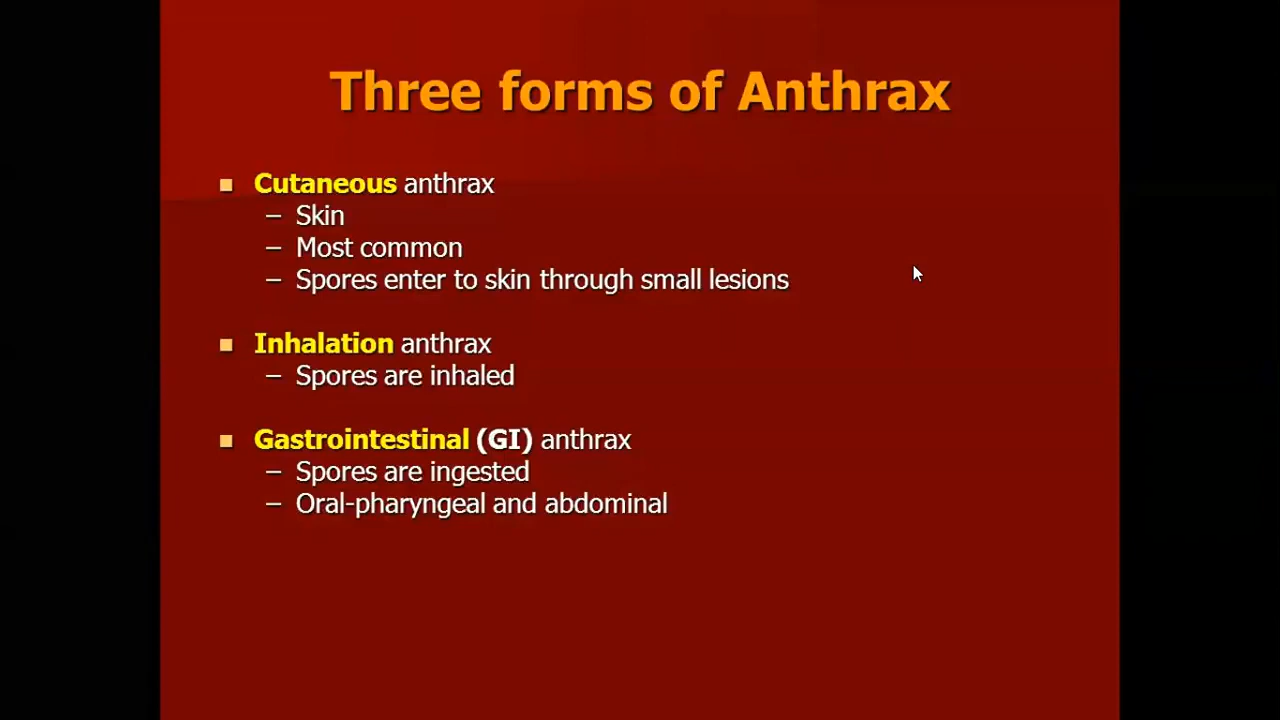 Three forms of Anthrax
■ Cutaneous anthrax
– Skin
– Most common
– Spores enter to skin through small lesions
■ Inhalation anthrax
– Spores are inhaled
■ Gastrointestinal (GI) anthrax
– Spores are ingested
– Oral-pharyngeal and abdominal